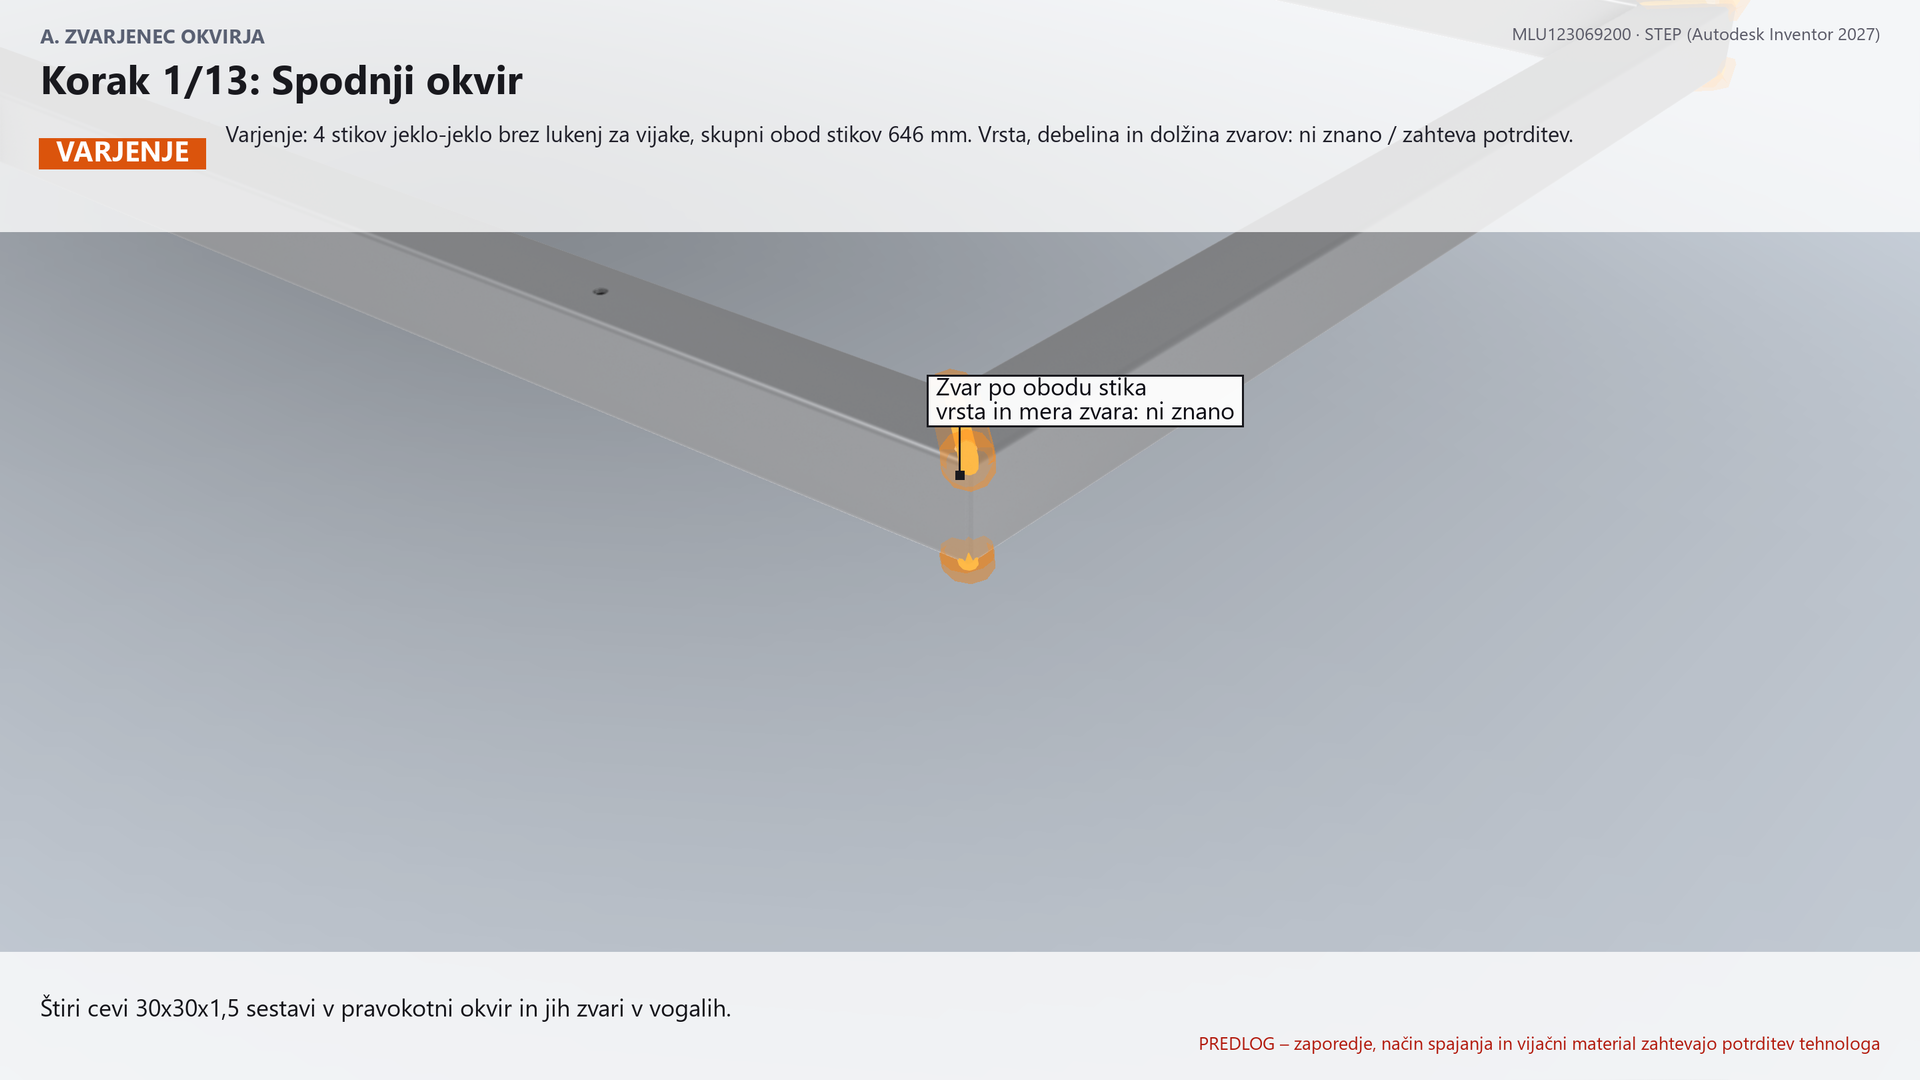 A. ZVARJENEC OKVIRJA
MLU123069200 · STEP (Autodesk Inventor 2027)
Korak 1/13: Spodnji okvir
VARJENJE
Varjenje: 4 stikov jeklo-jeklo brez lukenj za vijake, skupni obod stikov 646 mm. Vrsta, debelina in dolžina zvarov: ni znano / zahteva potrditev.
Zvar po obodu stika
vrsta in mera zvara: ni znano
Štiri cevi 30x30x1,5 sestavi v pravokotni okvir in jih zvari v vogalih.
PREDLOG – zaporedje, način spajanja in vijačni material zahtevajo potrditev tehnologa